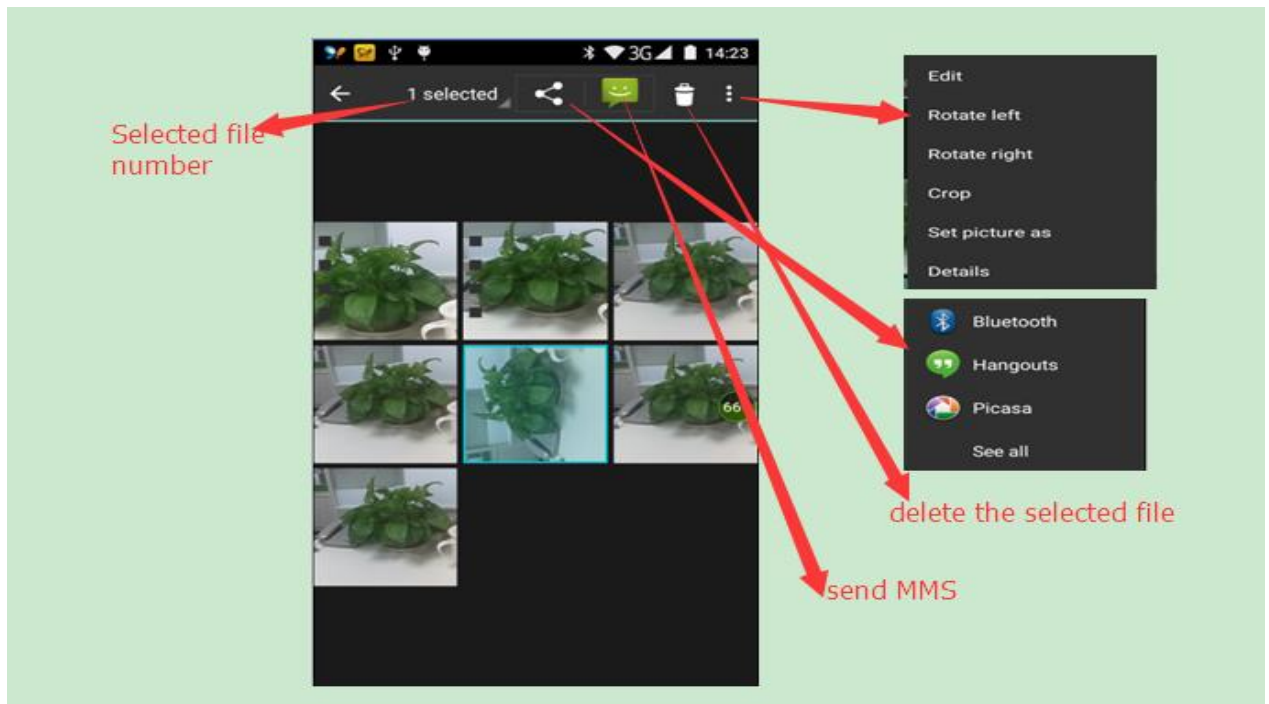 3G 14:23
1 selected
Selected file
number
Edit
Rotate left
Rotate right
Crop
Set picture as
Details
Bluetooth
Hangouts
Picasa
See all
66
delete the selected file
send MMS